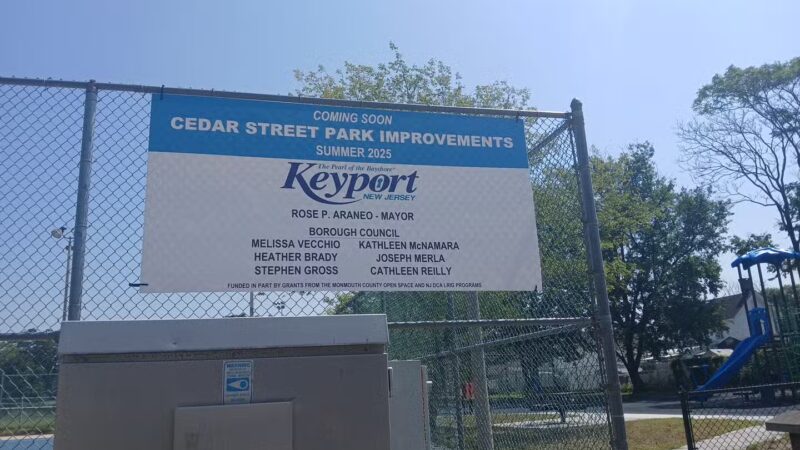 COMING SOON
CEDAR STREET PARK IMPROVEMENTS
SUMMER 2025
The Pearl of the Bayshore
Keyport
NEW JERSEY
ROSE P. ARANEO - MAYOR
BOROUGH COUNCIL
MELISSA VECCHIO KATHLEEN McNAMARA
HEATHER BRADY JOSEPH MERLA
STEPHEN GROSS CATHLEEN REILLY
FUNDED IN PART BY GRANTS FROM THE MONMOUTH COUNTY OPEN SPACE AND NJ DCA LRIG PROGRAMS
WARNING